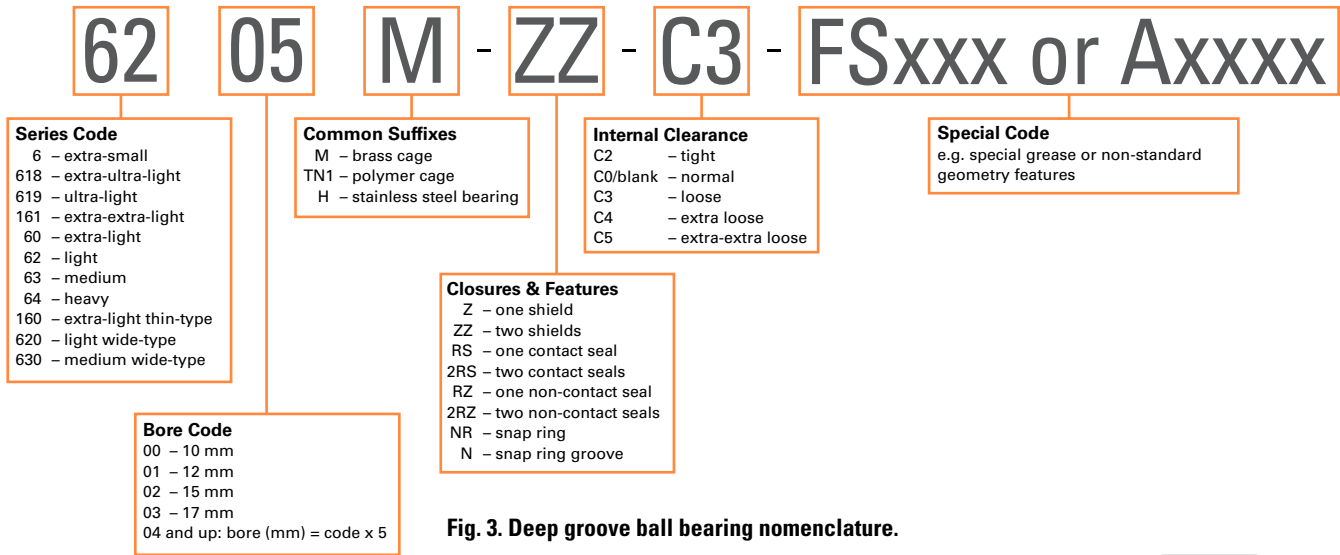 62 05 M - ZZ - C3 - FSxxx or Axxxx
Series Code
6 – extra-small
618 – extra-ultra-light
619 – ultra-light
161 – extra-extra-light
60 – extra-light
62 – light
63 – medium
64 – heavy
160 – extra-light thin-type
620 – light wide-type
630 – medium wide-type
Common Suffixes
M – brass cage
TN1 – polymer cage
H – stainless steel bearing
Internal Clearance
C2 – tight
C0/blank – normal
C3 – loose
C4 – extra loose
C5 – extra-extra loose
Special Code
e.g. special grease or non-standard
geometry features
Closures & Features
Z – one shield
ZZ – two shields
RS – one contact seal
2RS – two contact seals
RZ – one non-contact seal
2RZ – two non-contact seals
NR – snap ring
N – snap ring groove
Bore Code
00 – 10 mm
01 – 12 mm
02 – 15 mm
03 – 17 mm
04 and up: bore (mm) = code x 5
Fig. 3. Deep groove ball bearing nomenclature.